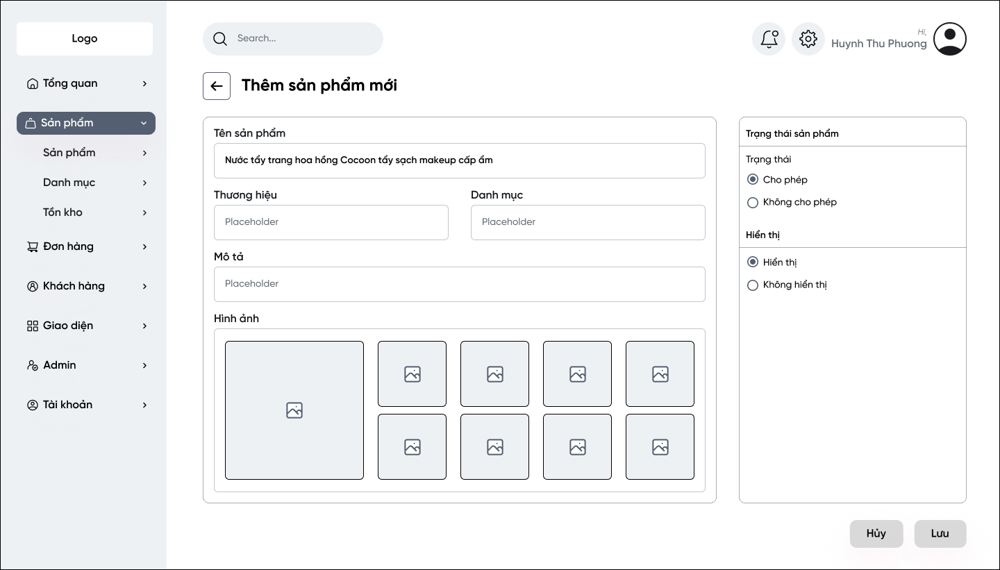 Logo
Search...
Hi,
Huynh Thu Phuong
Tổng quan
Sản phẩm
Sản phẩm
Danh mục
Tồn kho
Đơn hàng
Khách hàng
Giao diện
Admin
Tài khoản
Thêm sản phẩm mới
Tên sản phẩm
Nước tẩy trang hoa hồng Cocoon tẩy sạch makeup cấp ẩm
Thương hiệu
Danh mục
Placeholder
Placeholder
Mô tả
Placeholder
Hình ảnh
Trạng thái sản phẩm
Trạng thái
Cho phép
Không cho phép
Hiển thị
Hiển thị
Không hiển thị
Hủy
Lưu